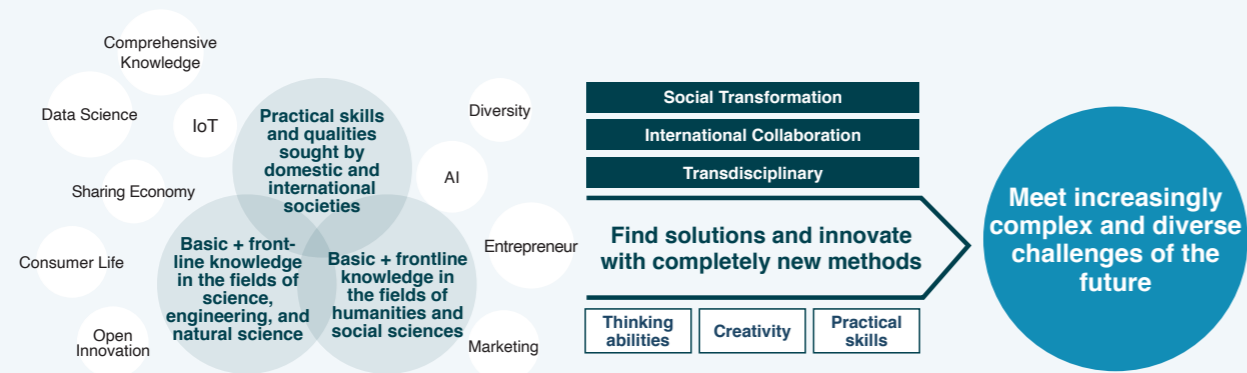 Comprehensive
Knowledge
Data Science
IoT
Sharing Economy
Consumer Life
Open
Innovation
Practical skills
and qualities
sought by
domestic and
international
societies
Basic + front-
line knowledge
in the fields of
science,
engineering, and
natural science
Basic + frontline
knowledge in
the fields of
humanities and
social sciences
Diversity
AI
Entrepreneur
Marketing
Social Transformation
International Collaboration
Transdisciplinary
Find solutions and innovate
with completely new methods
Thinking
abilities
Creativity
Practical
skills
Meet increasingly
complex and diverse
challenges of the
future